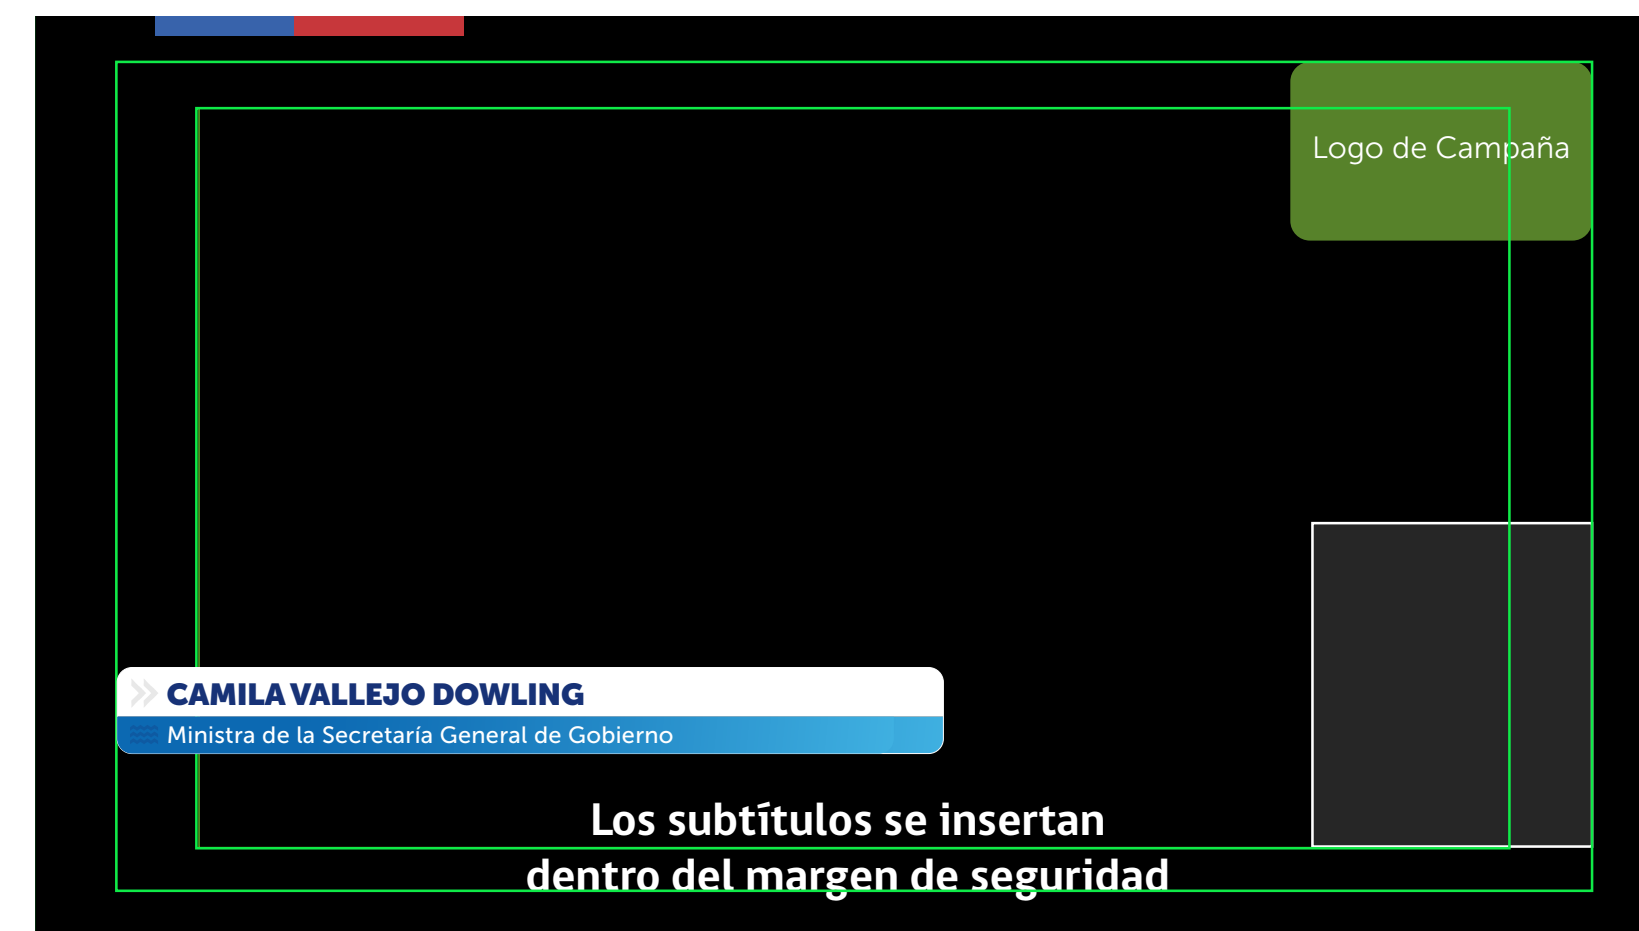 Logo de Campaña
CAMILA VALLEJO DOWLING
Ministra de la Secretaría General de Gobierno
Los subtítulos se insertan
dentro del margen de seguridad